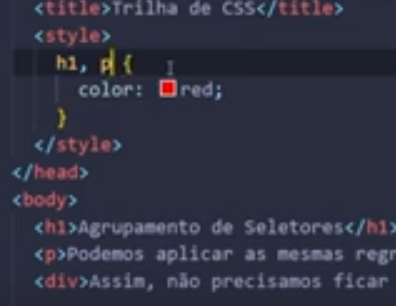 <title>Trilha de CSS</title>
<style>
h1, p {
color: red;
}
</style>
</head>
<body>
<h1>Agrupamento de Seletores</h1>
<p>Podemos aplicar as mesmas regr
<div>Assim, não precisamos ficar